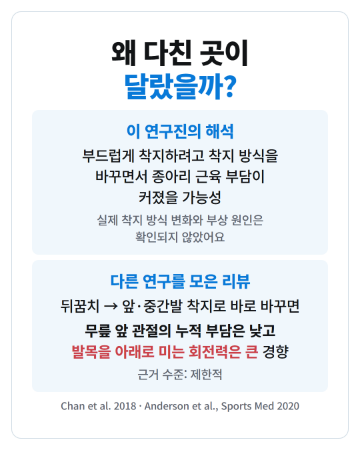 왜 다친 곳이
달랐을까?
이 연구진의 해석
부드럽게 착지하려고 착지 방식을
바꾸면서 종아리 근육 부담이
커졌을 가능성
실제 착지 방식 변화와 부상 원인은
확인되지 않았어요
다른 연구를 모은 리뷰
뒤꿈치 → 앞·중간발 착지로 바로 바꾸면
무릎 앞 관절의 누적 부담은 낮고
발목을 아래로 미는 회전력은 큰 경향
근거 수준: 제한적
Chan et al. 2018 · Anderson et al., Sports Med 2020